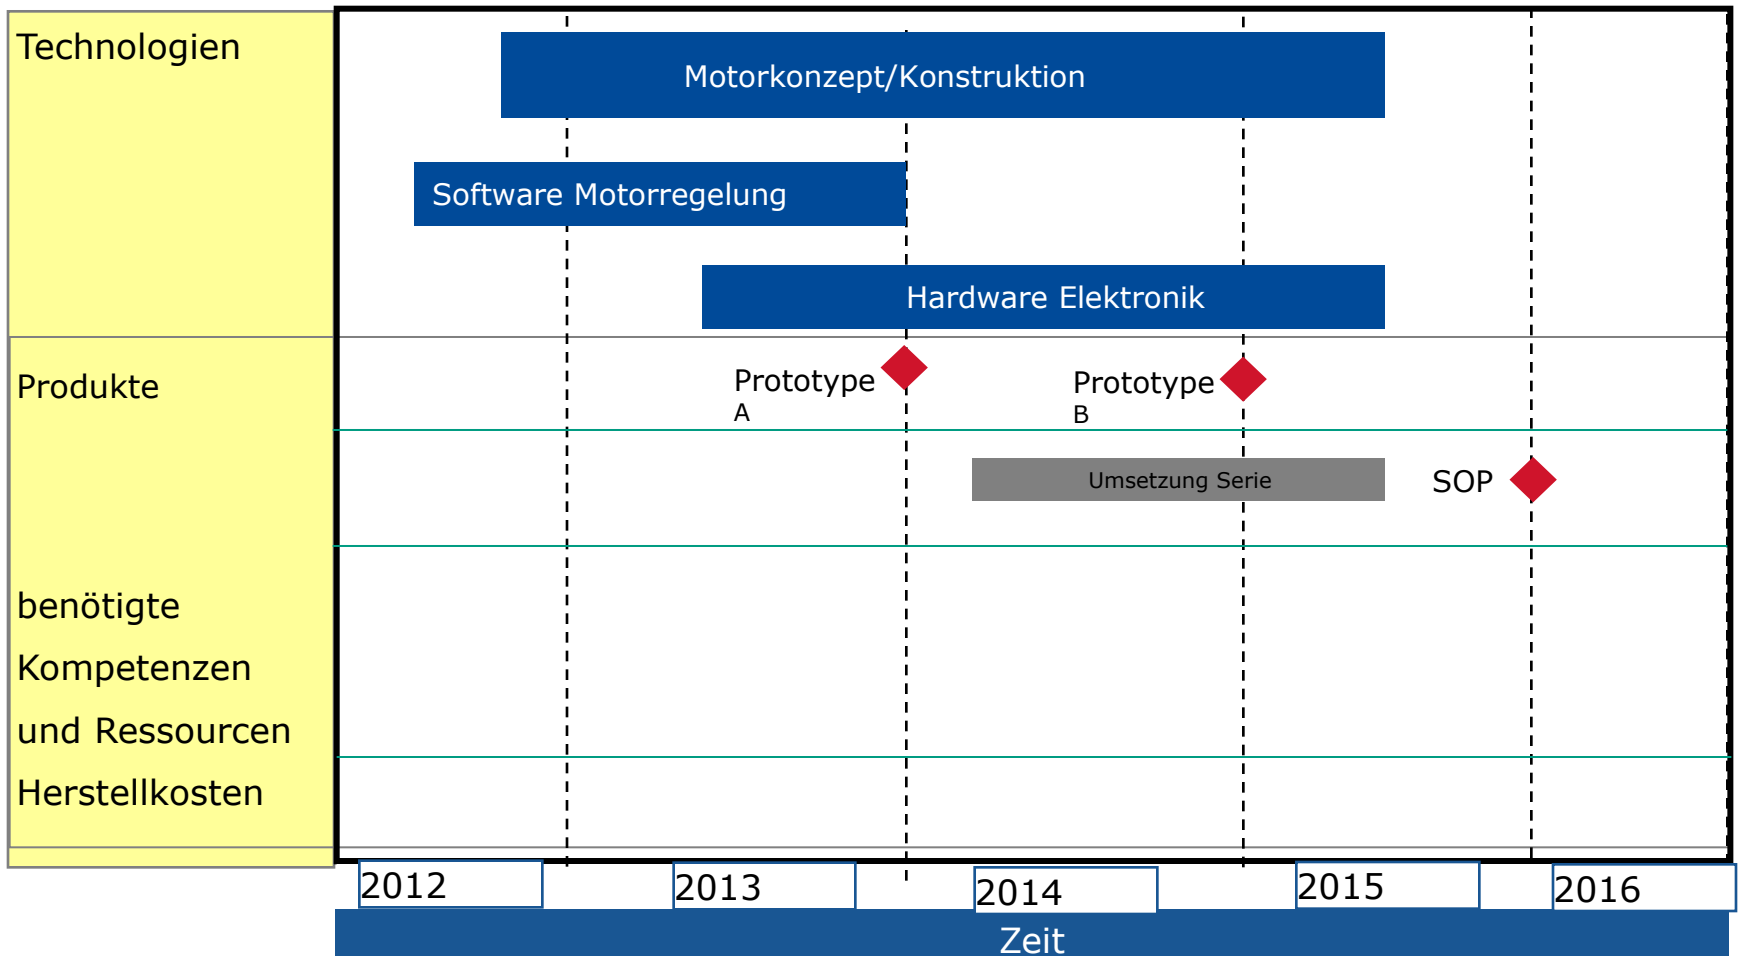 Technologien
Motorkonzept/Konstruktion
Software Motorregelung
Hardware Elektronik
Produkte
Prototype
A
Prototype
B
Umsetzung Serie
SOP
benötigte
Kompetenzen
und Ressourcen
Herstellkosten
2012
2013
2014
2015
2016
Zeit